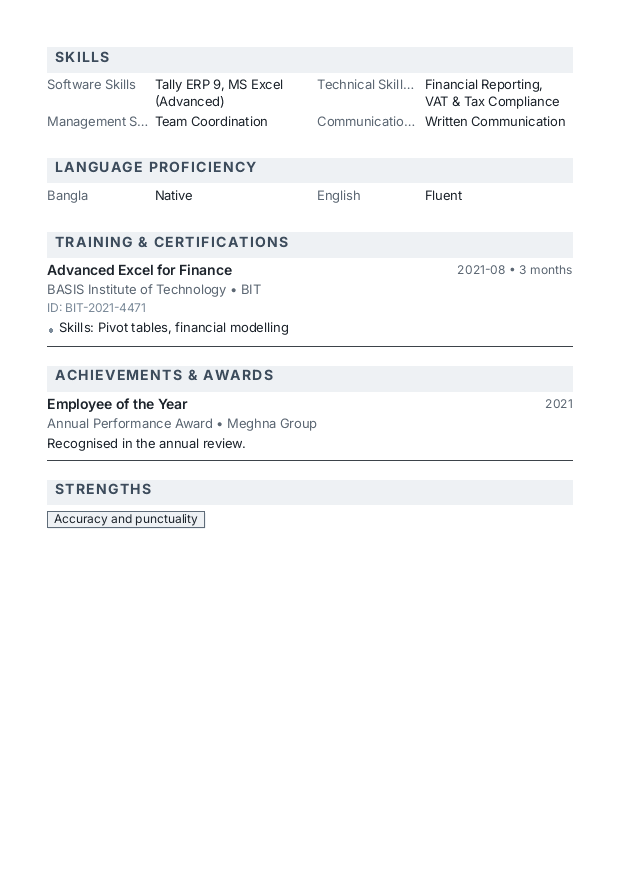 SKILLS
Software Skills Tally ERP 9, MS Excel (Advanced) Technical Skill... Financial Reporting, VAT & Tax Compliance
Management S... Team Coordination Communicatio... Written Communication
LANGUAGE PROFICIENCY
Bangla Native English Fluent
TRAINING & CERTIFICATIONS
Advanced Excel for Finance 2021-08 • 3 months
BASIS Institute of Technology • BIT
ID: BIT-2021-4471
• Skills: Pivot tables, financial modelling
ACHIEVEMENTS & AWARDS
Employee of the Year 2021
Annual Performance Award • Meghna Group
Recognised in the annual review.
STRENGTHS
Accuracy and punctuality